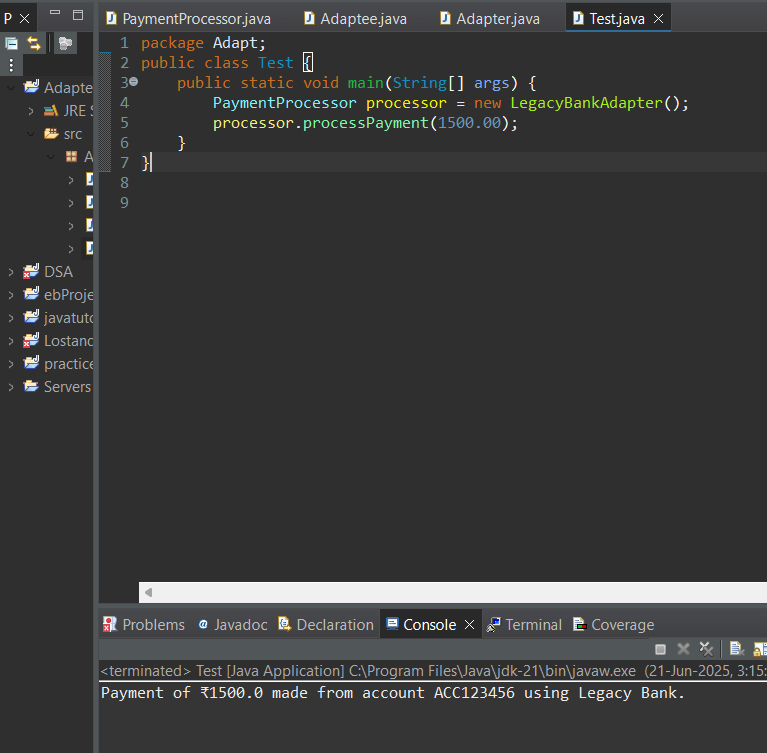 P
PaymentProcessor.java
Adaptee.java
Adapter.java
Test.java
Adapte
JRE S
src
A
DSA
ebProje
javatuto
Lostanc
practice
Servers
1 package Adapt;
2 public class Test {
3 public static void main(String[] args) {
4 PaymentProcessor processor = new LegacyBankAdapter();
5 processor.processPayment(1500.00);
6 }
7 }
8
9
Problems
@ Javadoc
Declaration
Console
Terminal
Coverage
<terminated> Test [Java Application] C:\Program Files\Java\jdk-21\bin\javaw.exe (21-Jun-2025, 3:15:
Payment of ₹1500.0 made from account ACC123456 using Legacy Bank.